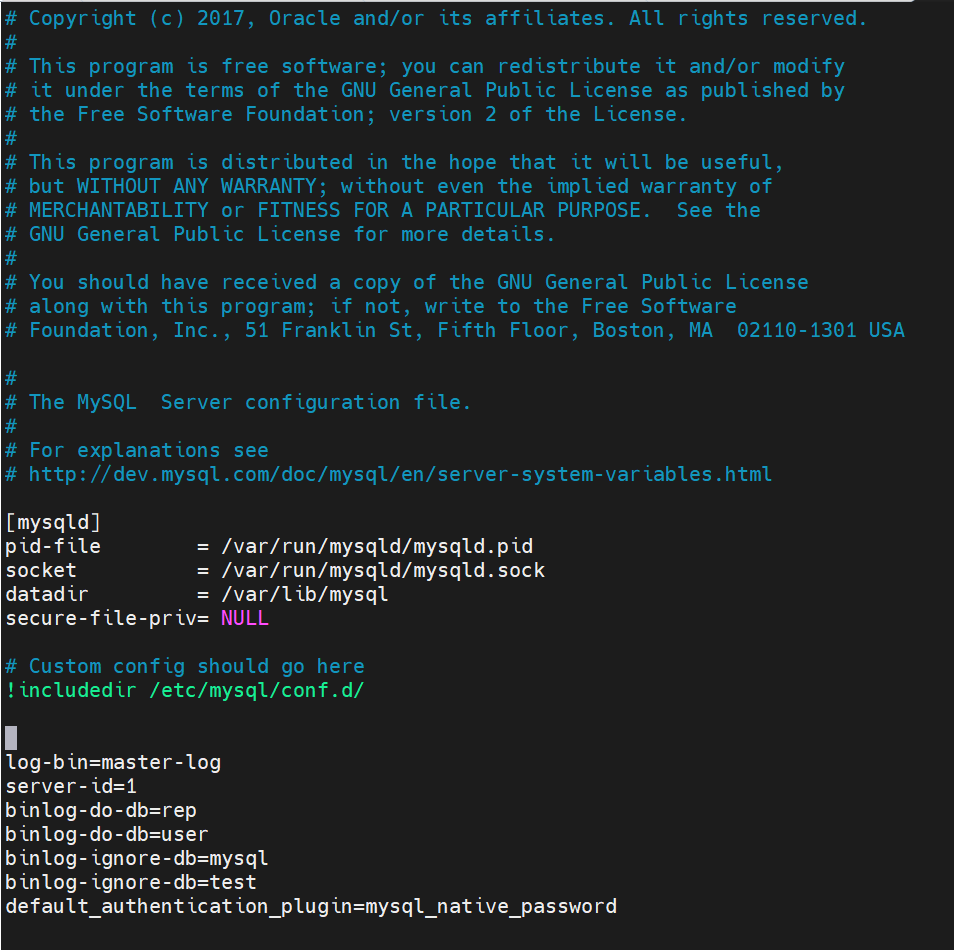 # Copyright (c) 2017, Oracle and/or its affiliates. All rights reserved.
#
# This program is free software; you can redistribute it and/or modify
# it under the terms of the GNU General Public License as published by
# the Free Software Foundation; version 2 of the License.
#
# This program is distributed in the hope that it will be useful,
# but WITHOUT ANY WARRANTY; without even the implied warranty of
# MERCHANTABILITY or FITNESS FOR A PARTICULAR PURPOSE.  See the
# GNU General Public License for more details.
#
# You should have received a copy of the GNU General Public License
# along with this program; if not, write to the Free Software
# Foundation, Inc., 51 Franklin St, Fifth Floor, Boston, MA  02110-1301 USA

#
# The MySQL  Server configuration file.
#
# For explanations see
# http://dev.mysql.com/doc/mysql/en/server-system-variables.html

[mysqld]
pid-file        = /var/run/mysqld/mysqld.pid
socket          = /var/run/mysqld/mysqld.sock
datadir         = /var/lib/mysql
secure-file-priv= NULL

# Custom config should go here
!includedir /etc/mysql/conf.d/

log-bin=master-log
server-id=1
binlog-do-db=rep
binlog-do-db=user
binlog-ignore-db=mysql
binlog-ignore-db=test
default_authentication_plugin=mysql_native_password